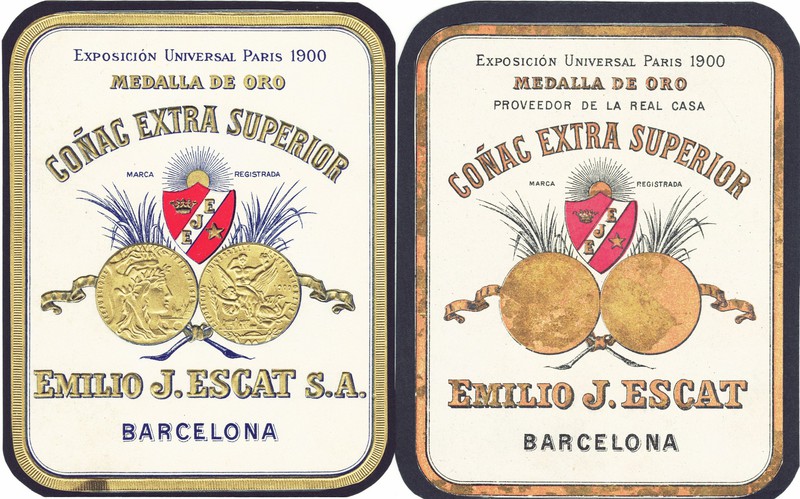 EXPOSICIÓN UNIVERSAL PARIS 1900
MEDALLA DE ORO
COÑAC EXTRA SUPERIOR
MARCA REGISTRADA
E
J
E
EMILIO J. ESCAT S.A.
BARCELONA
EXPOSICIÓN UNIVERSAL PARIS 1900
MEDALLA DE ORO
PROVEEDOR DE LA REAL CASA
COÑAC EXTRA SUPERIOR
MARCA REGISTRADA
E
J
E
EMILIO J. ESCAT
BARCELONA